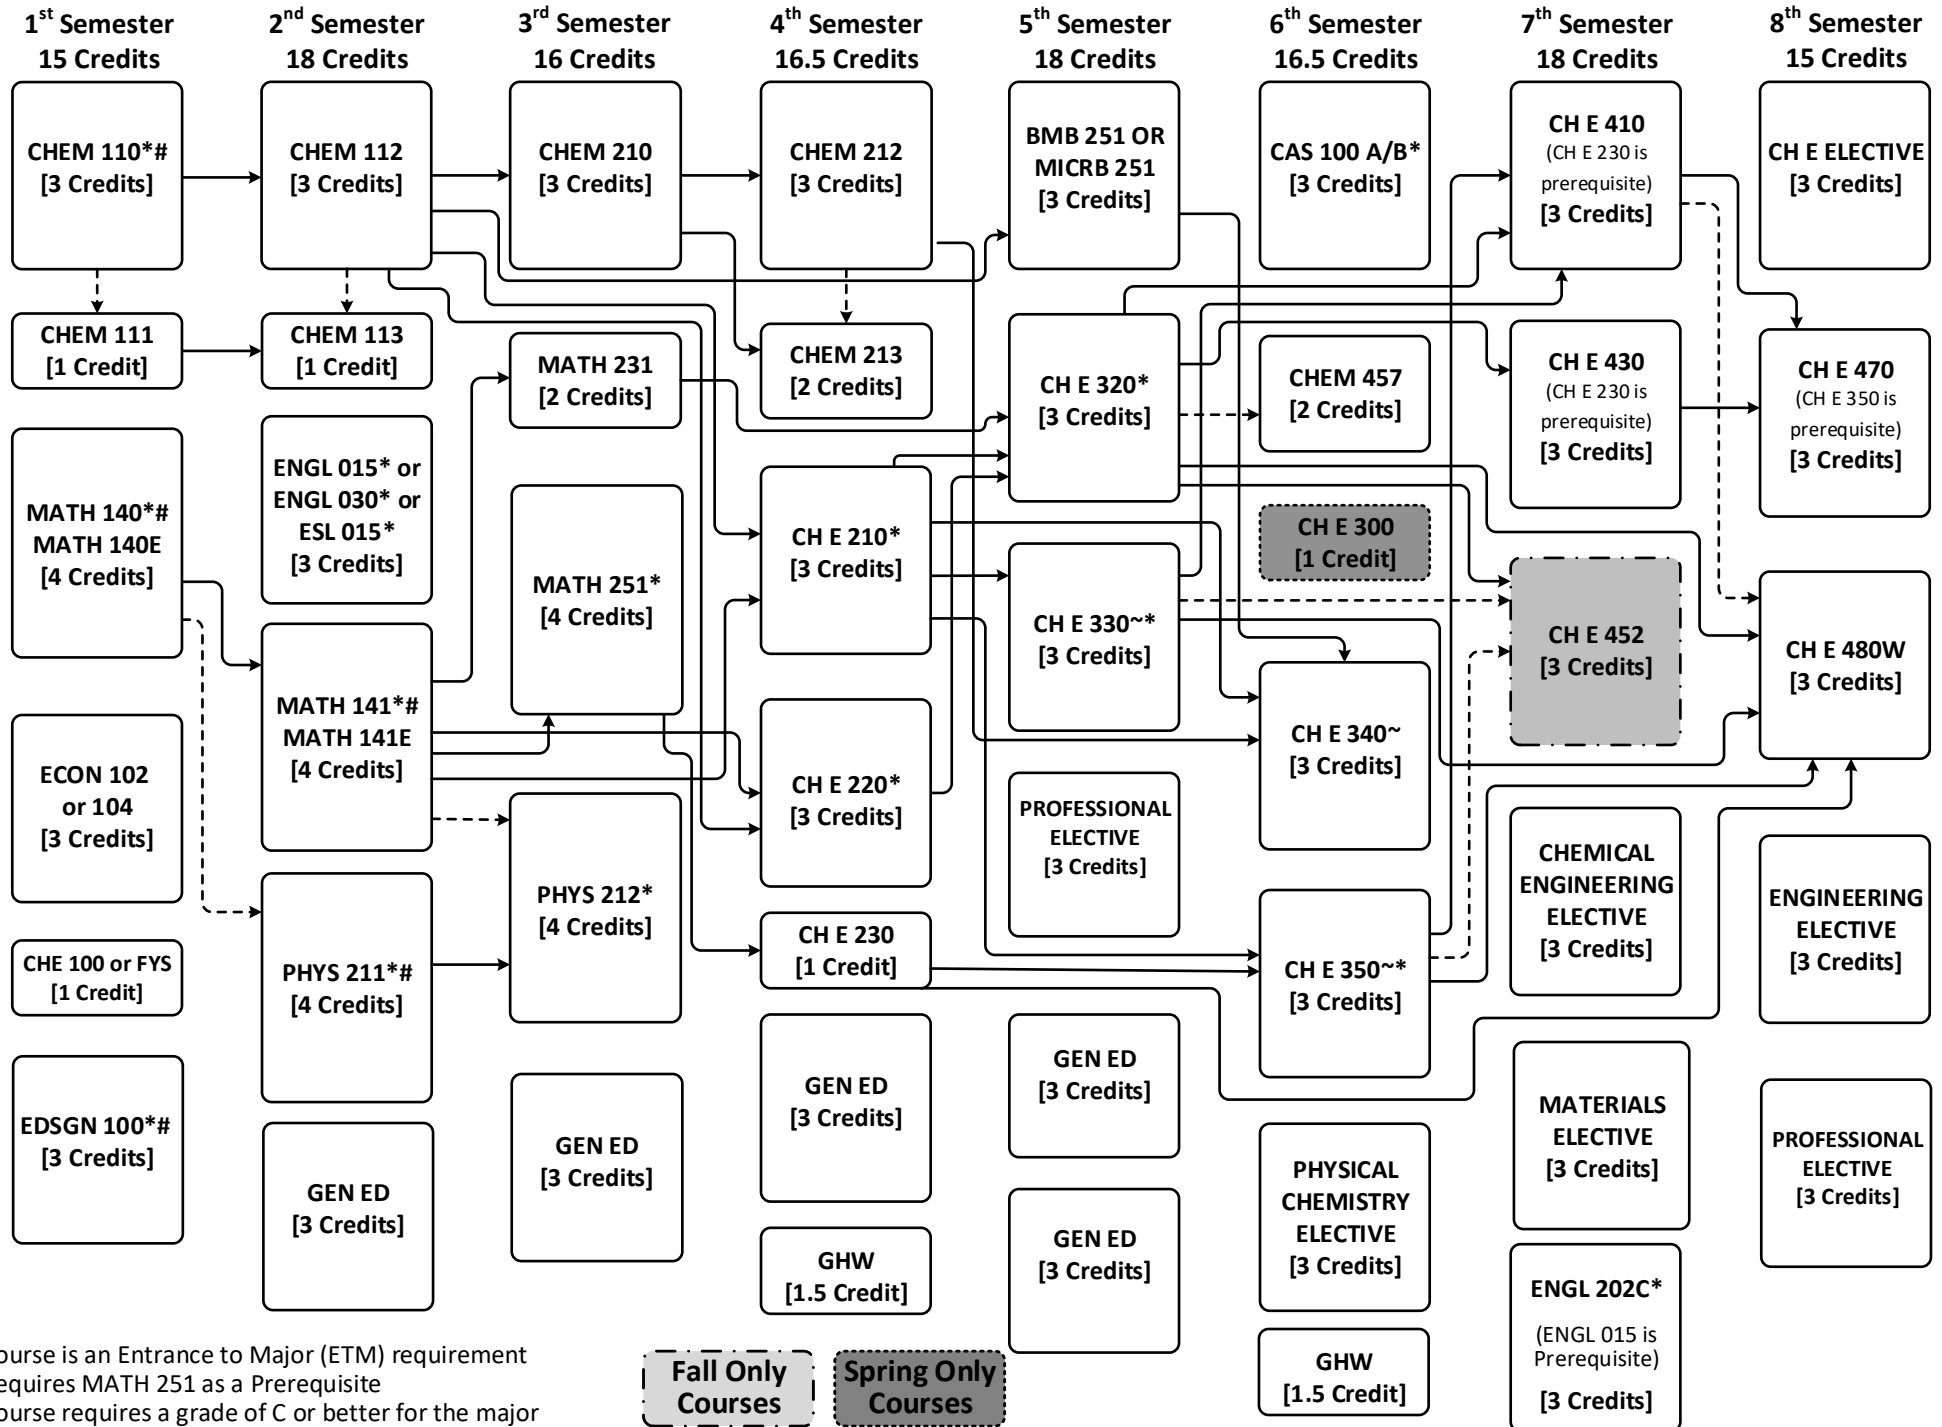 1st Semester
15 Credits
2nd Semester
18 Credits
3rd Semester
16 Credits
4th Semester
16.5 Credits
5th Semester
18 Credits
6th Semester
16.5 Credits
7th Semester
18 Credits
8th Semester
15 Credits
CHEM 110*#
[3 Credits]
CHEM 111
[1 Credit]
MATH 140*#
MATH 140E
[4 Credits]
ECON 102
or 104
[3 Credits]
CHE 100 or FYS
[1 Credit]
EDSGN 100*#
[3 Credits]
CHEM 112
[3 Credits]
CHEM 113
[1 Credit]
ENGL 015* or
ENGL 030* or
ESL 015*
[3 Credits]
MATH 141*#
MATH 141E
[4 Credits]
PHYS 211*#
[4 Credits]
GEN ED
[3 Credits]
CHEM 210
[3 Credits]
MATH 231
[2 Credits]
MATH 251*
[4 Credits]
PHYS 212*
[4 Credits]
GEN ED
[3 Credits]
CHEM 212
[3 Credits]
CHEM 213
[2 Credits]
CH E 210*
[3 Credits]
CH E 220*
[3 Credits]
CH E 230
[1 Credit]
GEN ED
[3 Credits]
GHW
[1.5 Credit]
BMB 251 OR
MICRB 251
[3 Credits]
CH E 320*
[3 Credits]
CH E 330~*
[3 Credits]
PROFESSIONAL
ELECTIVE
[3 Credits]
GEN ED
[3 Credits]
GEN ED
[3 Credits]
CAS 100 A/B*
[3 Credits]
CHEM 457
[2 Credits]
CH E 300
[1 Credit]
CH E 340~
[3 Credits]
CH E 350~*
[3 Credits]
PHYSICAL
CHEMISTRY
ELECTIVE
[3 Credits]
GHW
[1.5 Credit]
CH E 410
(CH E 230 is
prerequisite)
[3 Credits]
CH E 430
(CH E 230 is
prerequisite)
[3 Credits]
CH E 452
[3 Credits]
CHEMICAL
ENGINEERING
ELECTIVE
[3 Credits]
MATERIALS
ELECTIVE
[3 Credits]
ENGL 202C*
(ENGL 015 is
Prerequisite)
[3 Credits]
CH E ELECTIVE
[3 Credits]
CH E 470
(CH E 350 is
prerequisite)
[3 Credits]
CH E 480W
[3 Credits]
ENGINEERING
ELECTIVE
[3 Credits]
PROFESSIONAL
ELECTIVE
[3 Credits]
ourse is an Entrance to Major (ETM) requirement
equires MATH 251 as a Prerequisite
ourse requires a grade of C or better for the major
Fall Only
Courses
Spring Only
Courses